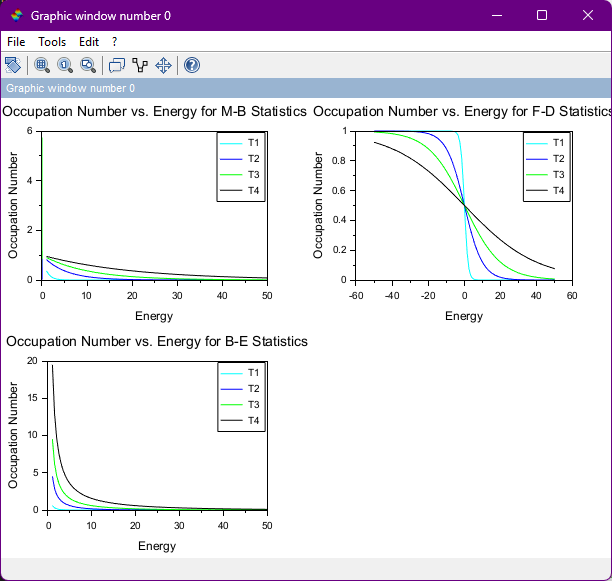 Graphic window number 0
File Tools Edit ?
Graphic window number 0
Occupation Number vs. Energy for M-B Statistics
Occupation Number
6
4
2
0
0 10 20 30 40 50
Energy
T1
T2
T3
T4
Occupation Number vs. Energy for F-D Statistics
Occupation Number
1
0.8
0.6
0.4
0.2
0
-60 -40 -20 0 20 40 60
Energy
T1
T2
T3
T4
Occupation Number vs. Energy for B-E Statistics
Occupation Number
20
15
10
5
0
0 10 20 30 40 50
Energy
T1
T2
T3
T4